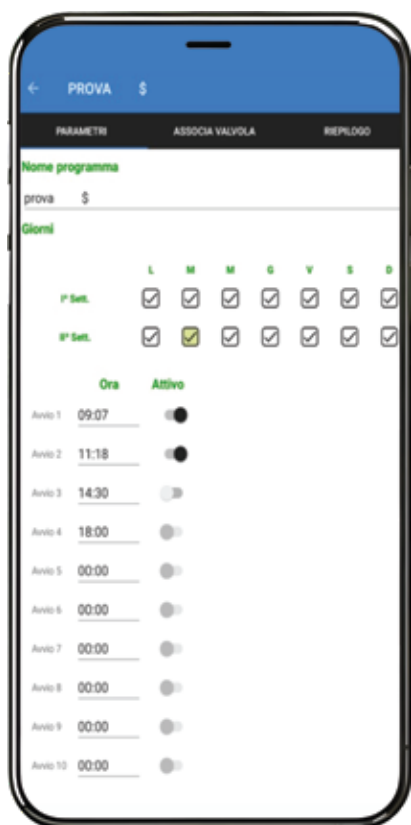 ← PROVA $
PARAMETRI ASSOCIA VALVOLA RIEPILOGO
Nome programma
prova $
Giorni
L M M G V S D
Iª Sett.
IIª Sett.
Ora Attivo
Avvio 1 09:07
Avvio 2 11:18
Avvio 3 14:30
Avvio 4 18:00
Avvio 5 00:00
Avvio 6 00:00
Avvio 7 00:00
Avvio 8 00:00
Avvio 9 00:00
Avvio 10 00:00